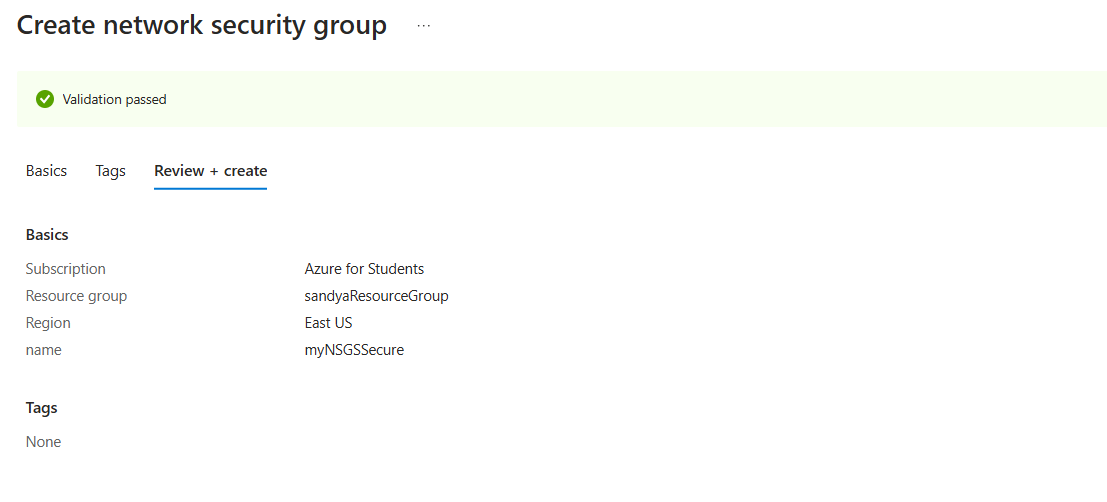 Create network security group ...
Validation passed
Basics Tags Review + create
Basics
Subscription Azure for Students
Resource group sandyaResourceGroup
Region East US
name myNSGSSecure
Tags
None